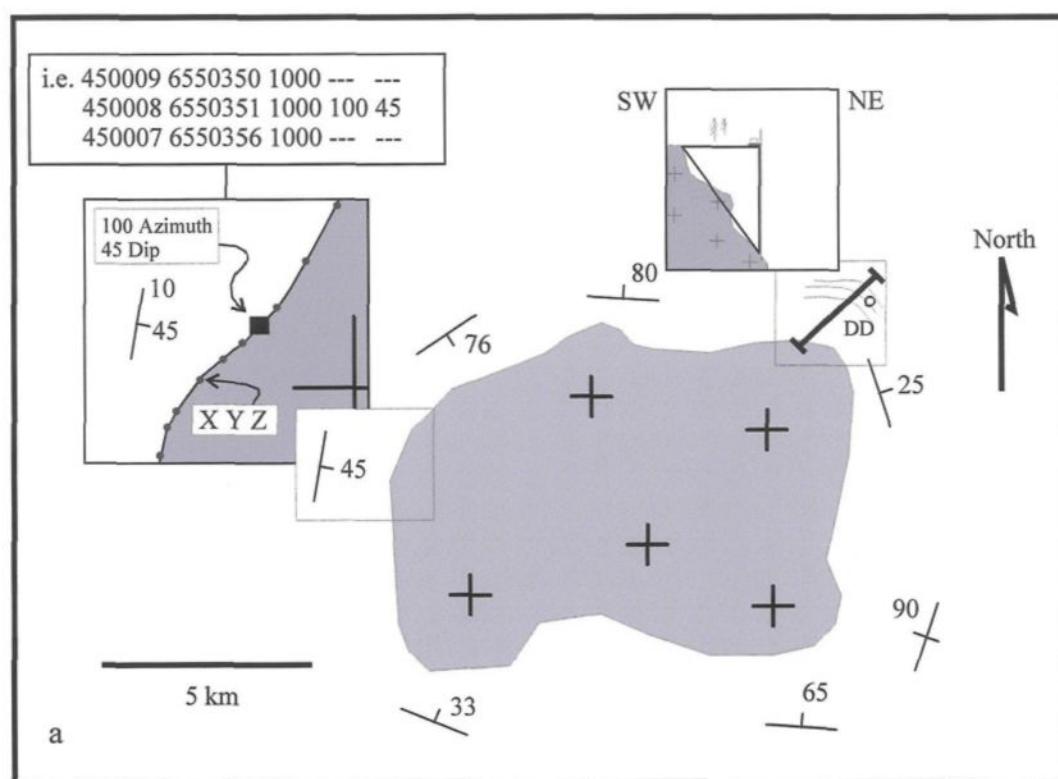 i.e. 450009 6550350 1000 --- ---
450008 6550351 1000 100 45
450007 6550356 1000 --- ---
SW
NE
100 Azimuth
45 Dip
10
45
X Y Z
45
76
80
North
DD
25
90
65
33
5 km
a